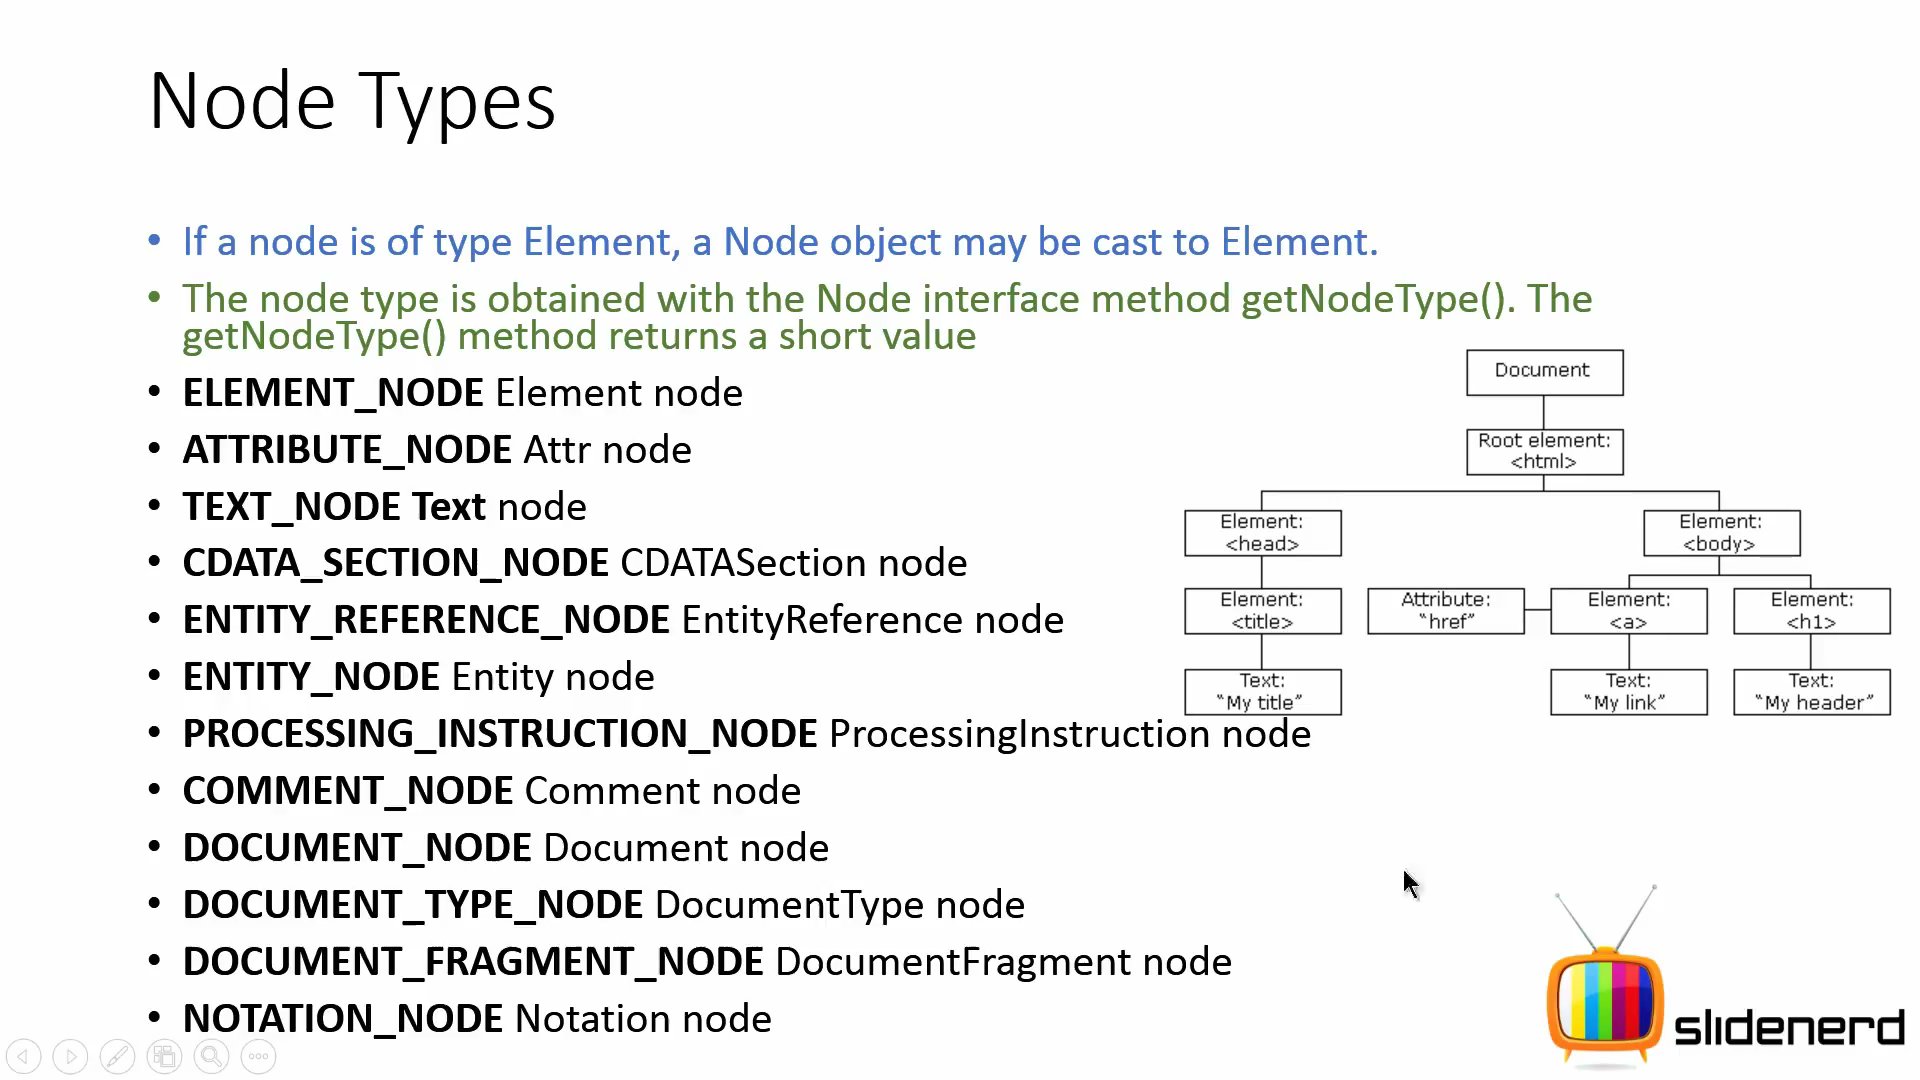 Node Types
• If a node is of type Element, a Node object may be cast to Element.
• The node type is obtained with the Node interface method getNodeType(). The
getNodeType() method returns a short value
• ELEMENT_NODE Element node
• ATTRIBUTE_NODE Attr node
• TEXT_NODE Text node
• CDATA_SECTION_NODE CDATASection node
• ENTITY_REFERENCE_NODE EntityReference node
• ENTITY_NODE Entity node
• PROCESSING_INSTRUCTION_NODE ProcessingInstruction node
• COMMENT_NODE Comment node
• DOCUMENT_NODE Document node
• DOCUMENT_TYPE_NODE DocumentType node
• DOCUMENT_FRAGMENT_NODE DocumentFragment node
• NOTATION_NODE Notation node
Document
Root element:
<html>
Element:
<head>
Element:
<body>
Element:
<title>
Attribute:
“href”
Element:
<a>
Element:
<h1>
Text:
“My title”
Text:
“My link”
Text:
“My header”
slidenerd